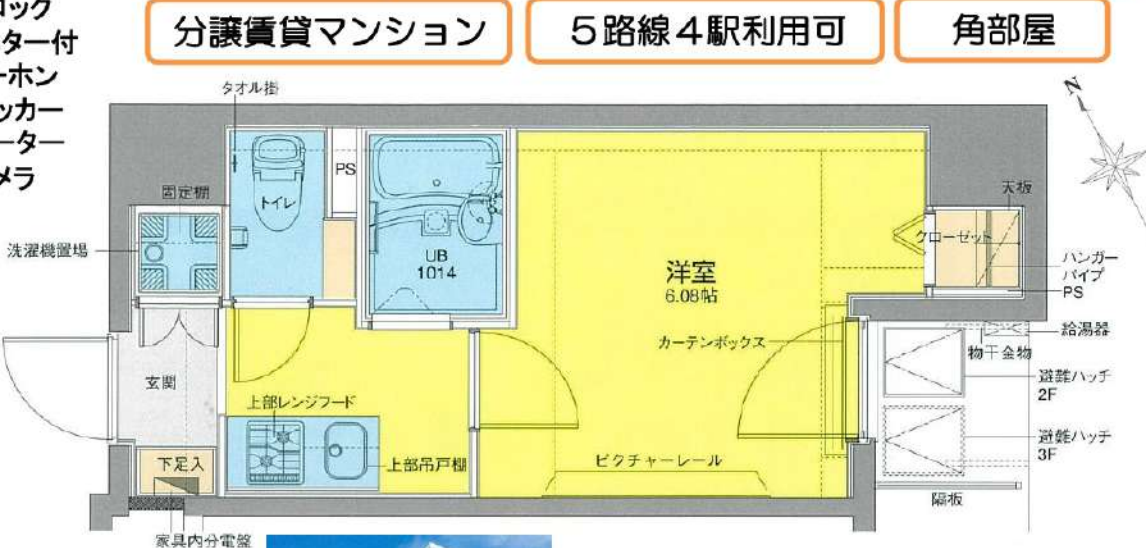 ロック
ター付
ーホン
ッカー
ーター
メラ
分譲賃貸マンション
5路線4駅利用可
角部屋
N
タオル掛
固定棚
洗濯機置場
トイレ
PS
UB
1014
洋室
6.08帖
天板
クローゼット
ハンガー
パイプ
PS
給湯器
物干金物
カーテンボックス
避難ハッチ
2F
避難ハッチ
3F
隔板
玄関
上部レンジフード
上部吊戸棚
下足入
ピクチャーレール
家具内分電盤